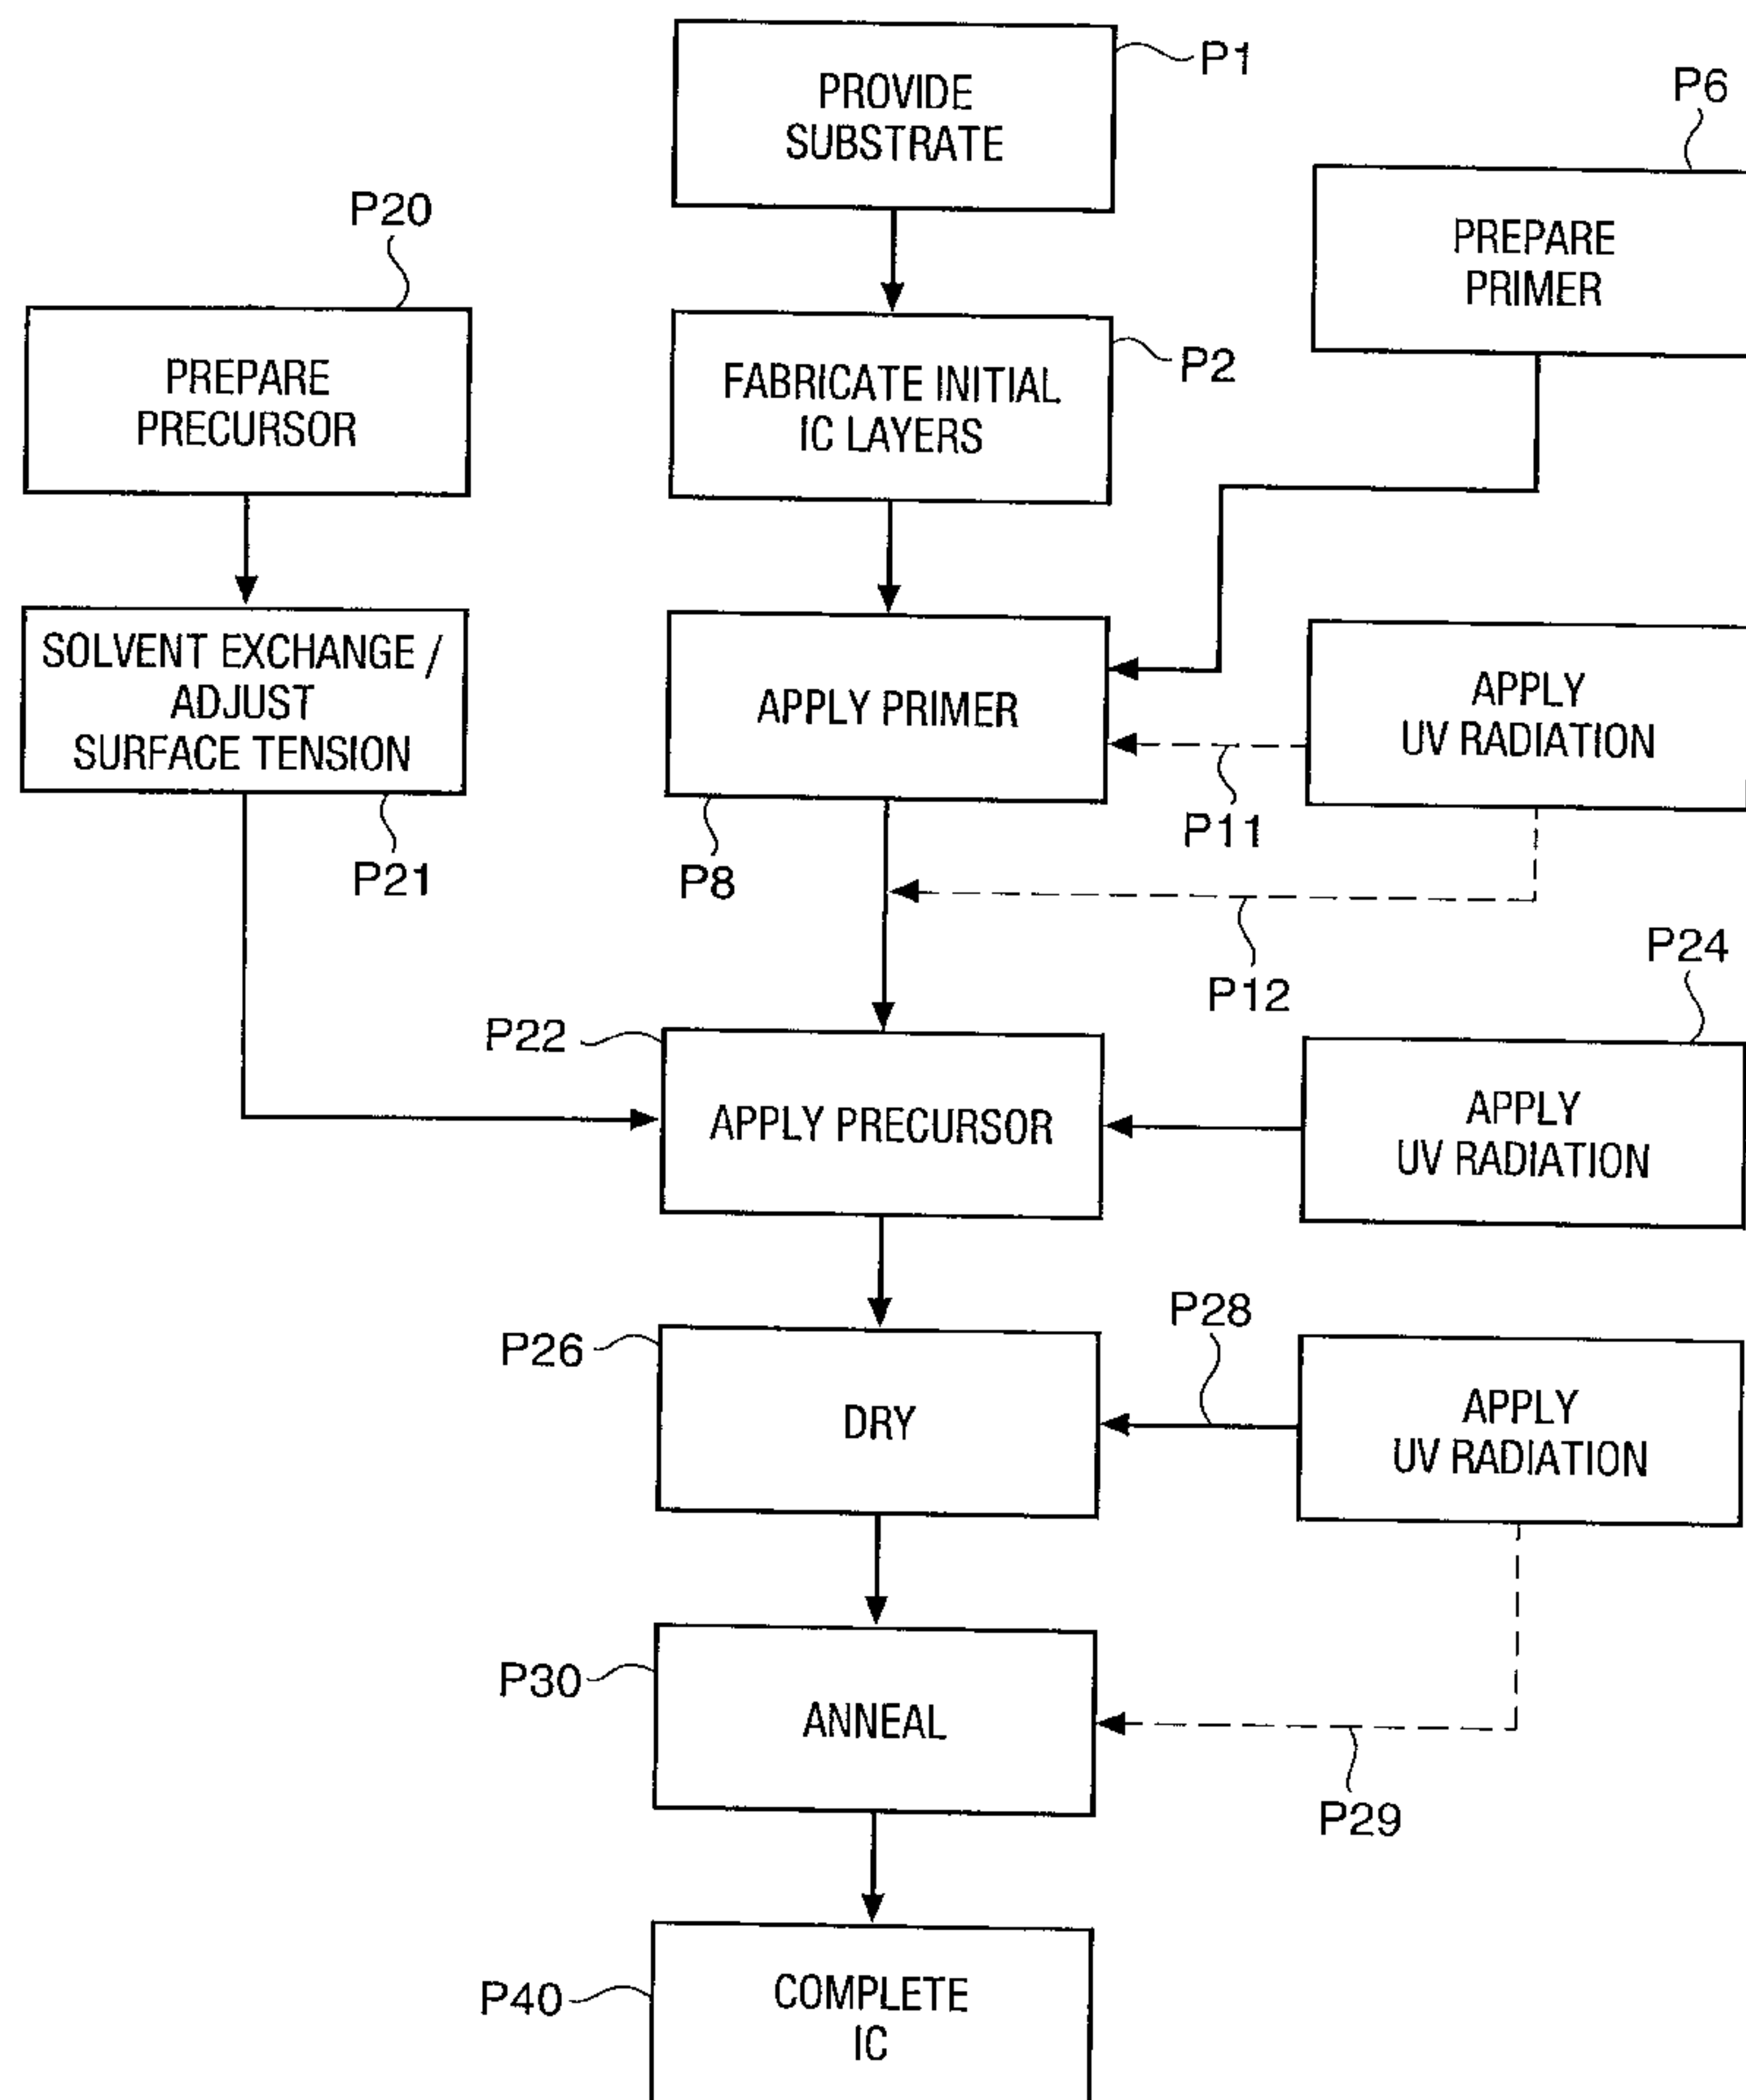 P1
PROVIDE
SUBSTRATE
P6
PREPARE
PRIMER
P20
PREPARE
PRECURSOR
FABRICATE INITIAL
IC LAYERS
P2
SOLVENT EXCHANGE /
ADJUST
SURFACE TENSION
P21
APPLY PRIMER
P8
APPLY
UV RADIATION
P11
P12
P24
P22
APPLY PRECURSOR
APPLY
UV RADIATION
P28
P26
DRY
APPLY
UV RADIATION
P30
ANNEAL
P29
P40
COMPLETE
IC